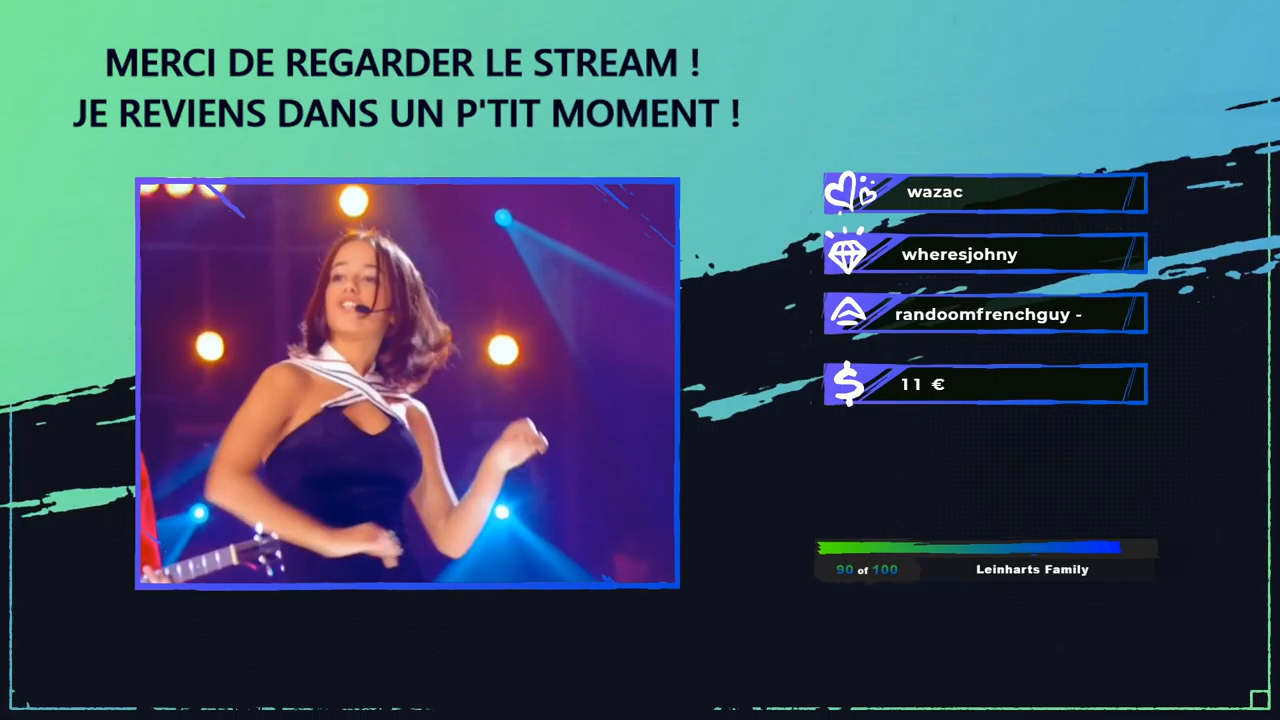 MERCI DE REGARDER LE STREAM !
JE REVIENS DANS UN P'TIT MOMENT !
wazac
wheresjohny
randoomfrenchguy -
11 €
90 of 100
Leinharts Family